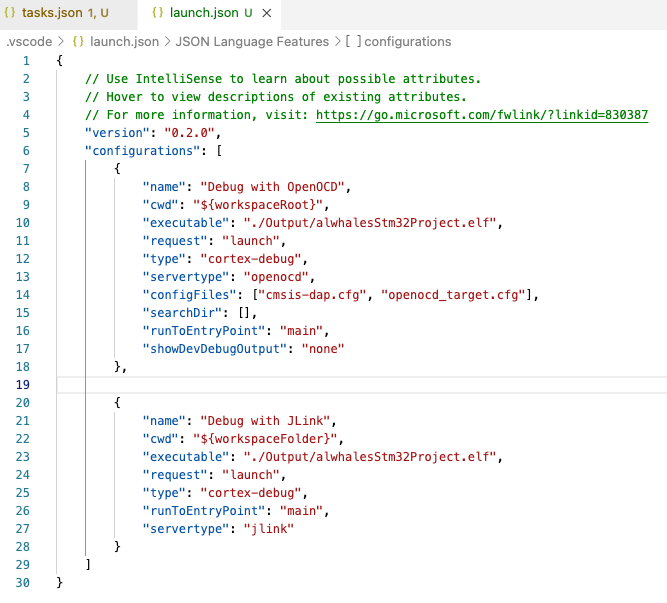 tasks.json 1, U launch.json U
.vscode > launch.json > JSON Language Features > [ ] configurations
1 {
2 // Use IntelliSense to learn about possible attributes.
3 // Hover to view descriptions of existing attributes.
4 // For more information, visit: https://go.microsoft.com/fwlink/?linkid=830387
5 "version": "0.2.0",
6 "configurations": [
7 {
8 "name": "Debug with OpenOCD",
9 "cwd": "${workspaceRoot}",
10 "executable": "./Output/alwhalesStm32Project.elf",
11 "request": "launch",
12 "type": "cortex-debug",
13 "servertype": "openocd",
14 "configFiles": ["cmsis-dap.cfg", "openocd_target.cfg"],
15 "searchDir": [],
16 "runToEntryPoint": "main",
17 "showDevDebugOutput": "none"
18 },
19
20 {
21 "name": "Debug with JLink",
22 "cwd": "${workspaceFolder}",
23 "executable": "./Output/alwhalesStm32Project.elf",
24 "request": "launch",
25 "type": "cortex-debug",
26 "runToEntryPoint": "main",
27 "servertype": "jlink"
28 }
29 ]
30 }